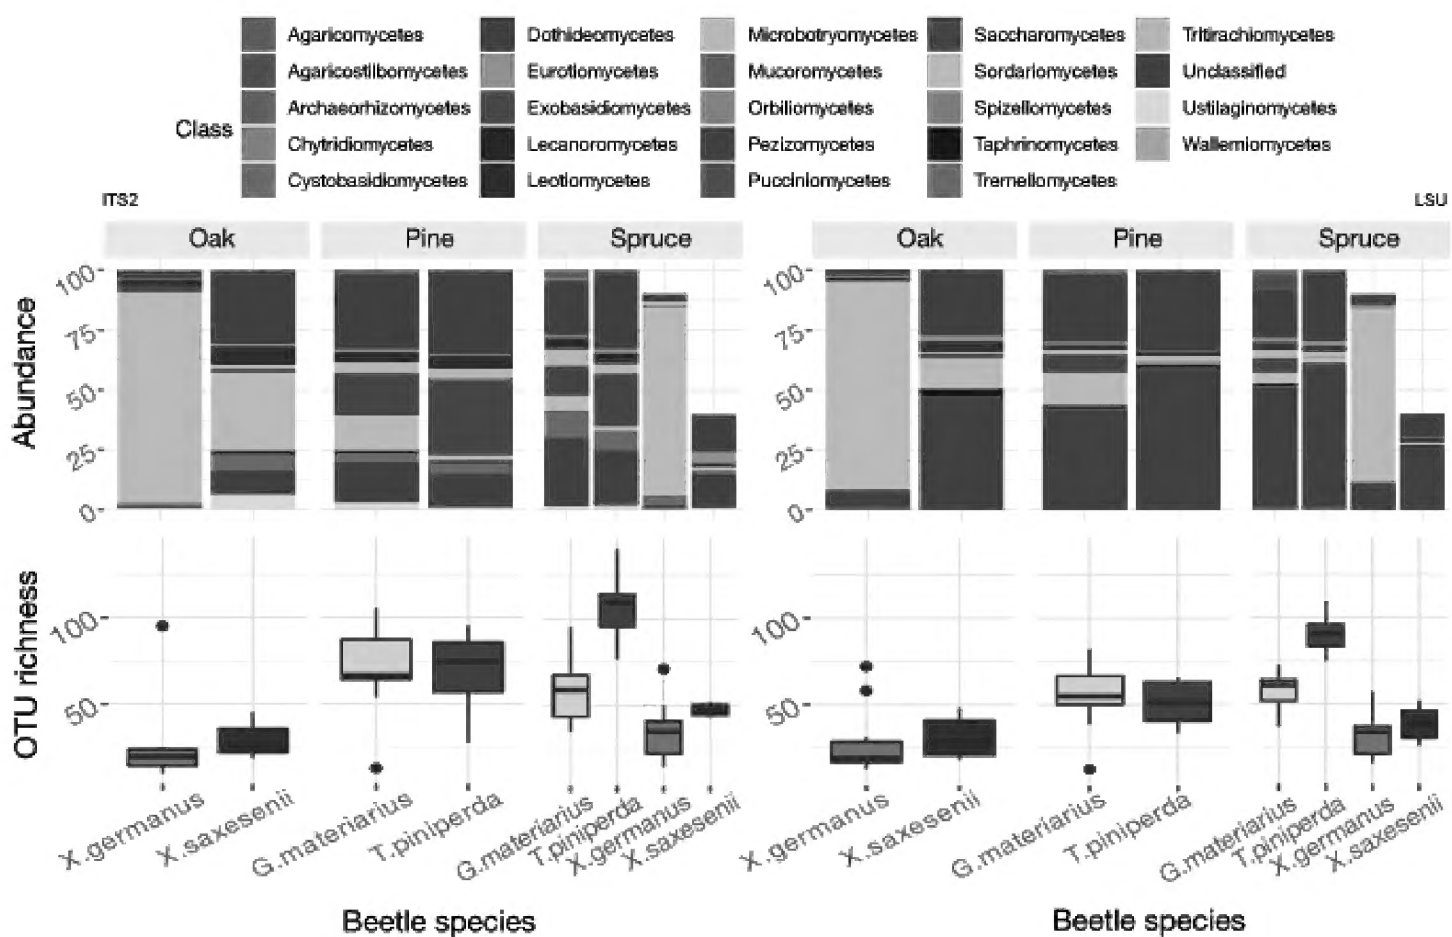 Agaricomycetes Dothideomycetes Microbotryomycetes Saccharomycetes Tritirachiomycetes
Agaricostilbomycetes Eurotiomycetes Mucoromycetes Sordariomycetes Unclassified
Archaeorhizomycetes Exobasidiomycetes Orbiliomycetes Spizellomycetes Ustilaginomycetes
Class
Chytridiomycetes Lecanoromycetes Pezizomycetes Taphrinomycetes Wallemiomycetes
Cystobasidiomycetes Leotiomycetes Pucciniomycetes Tremellomycetes
ITS2 LSU
Oak Pine Spruce Oak Pine Spruce
Abundance
100 100
75 75
50 50
25 25
0 0
OTU richness
100 100
50 50
X.germanus X.saxesenii G.materiarius T.piniperda G.materiarius T.piniperda X.germanus X.saxesenii X.germanus X.saxesenii G.materiarius T.piniperda G.materiarius T.piniperda X.germanus X.saxesenii
Beetle species Beetle species